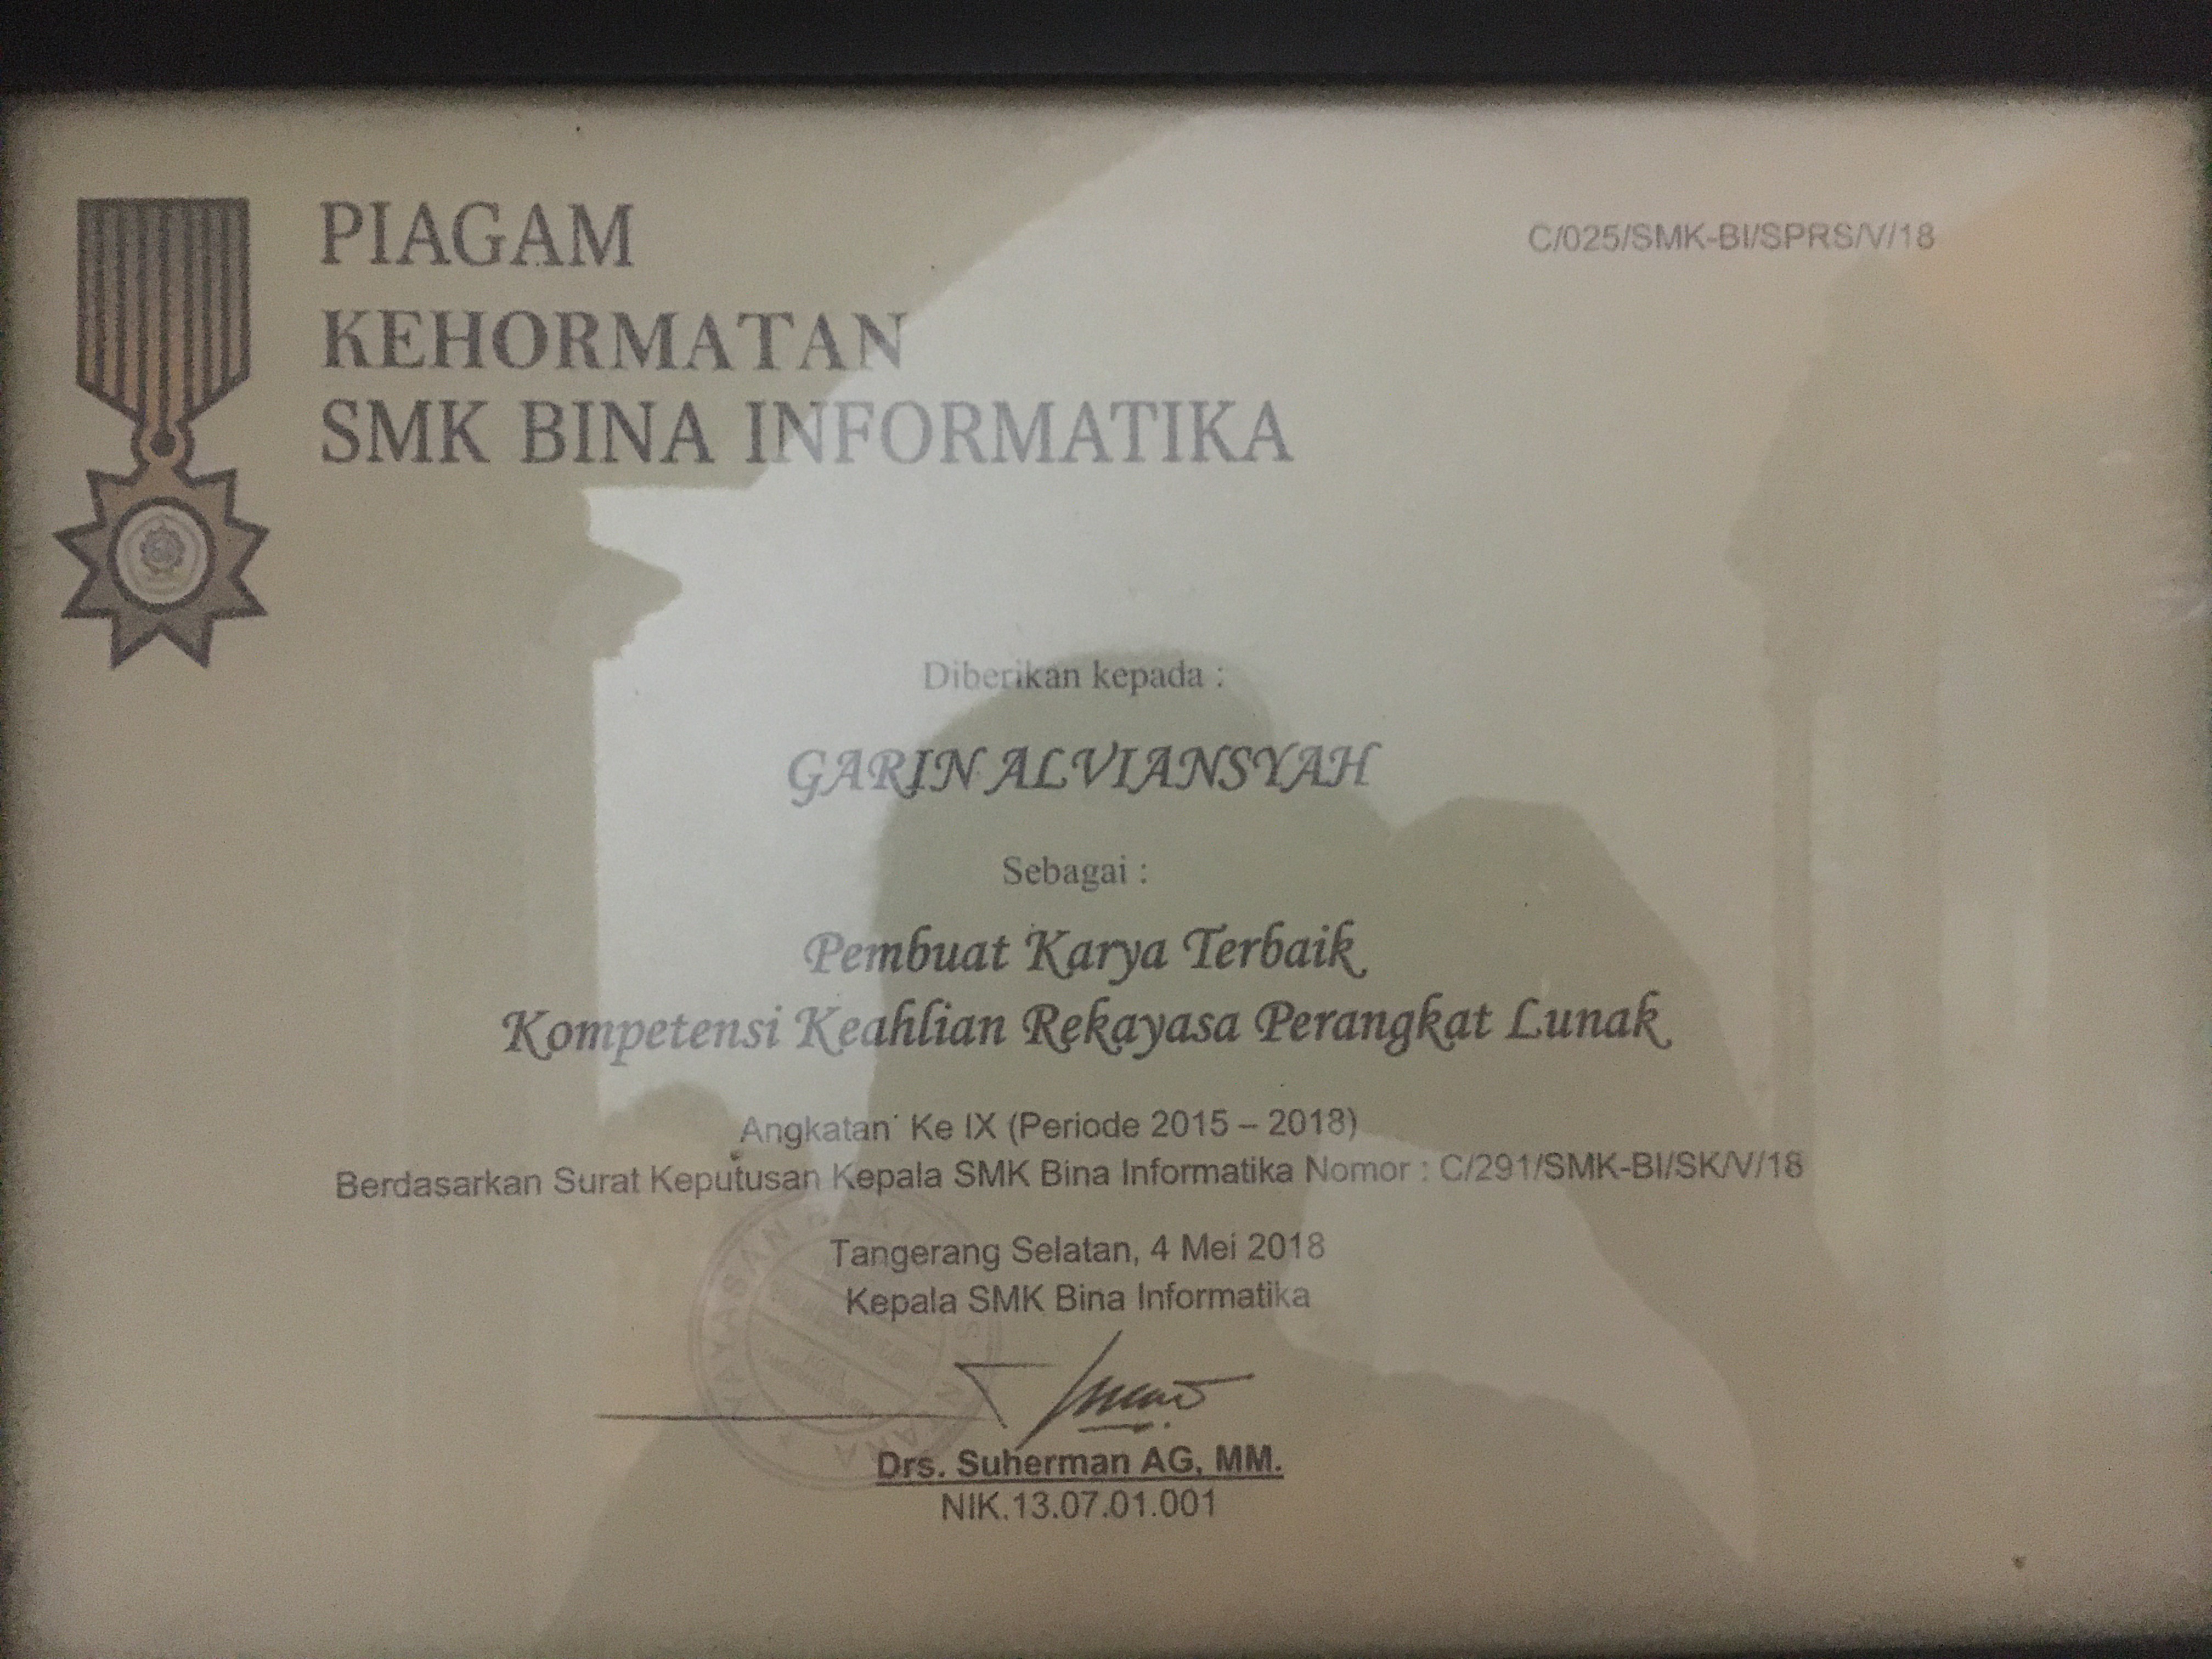 PIAGAM
C/025/SMK-BI/SPRS/V/18
KEHORMATAN
SMK BINA INFORMATIKA
Diberikan kepada :
GARIN ALVIANSYAH
Sebagai :
Pembuat Karya Terbaik
Kompetensi Keahlian Rekayasa Perangkat Lunak
Angkatan Ke IX (Periode 2015 – 2018)
Berdasarkan Surat Keputusan Kepala SMK Bina Informatika Nomor : C/291/SMK-BI/SK/V/18
Tangerang Selatan, 4 Mei 2018
Kepala SMK Bina Informatika
YAYASAN
Drs. Suherman AG, MM.
NIK.13.07.01.001